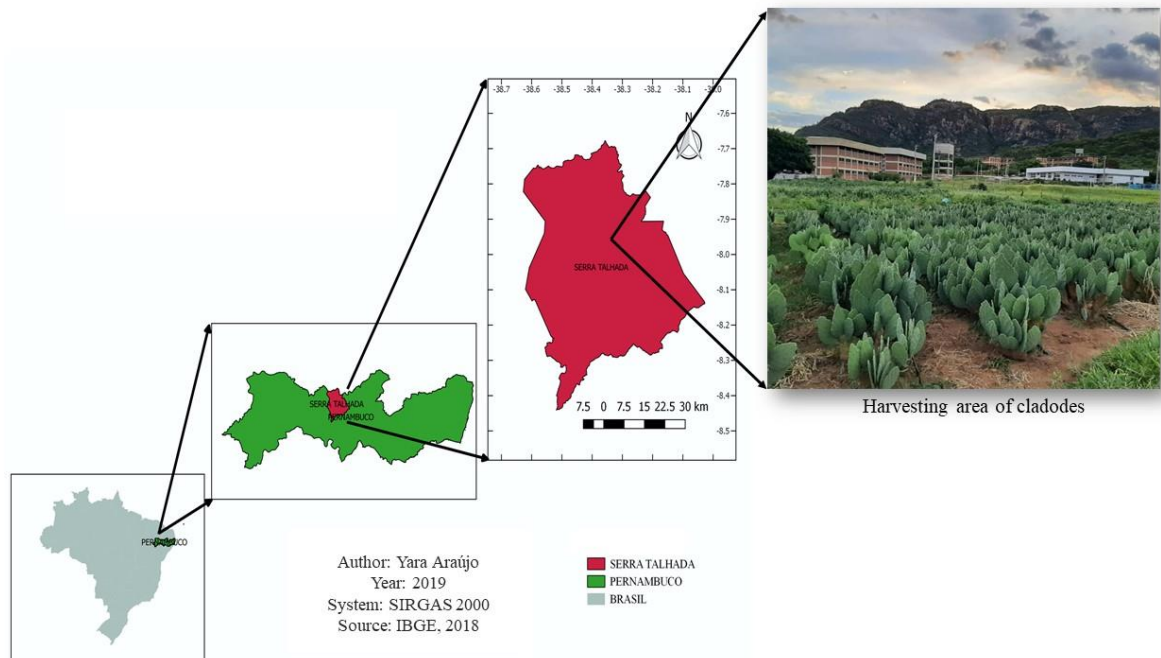 -38.7 -38.6 -38.5 -38.4 -38.3 -38.2 -38.1 -38.0
N
-7.6
-7.7
-7.8
-7.9
-8.0
-8.1
-8.2
-8.3
-8.4
-8.5
SERRA TALHADA
7.5 0 7.5 15 22.5 30 km
Harvesting area of cladodes
SERRA TALHADA
PERNAMBUCO
PERNAMBUCO
Author: Yara Araújo
Year: 2019
System: SIRGAS 2000
Source: IBGE, 2018
SERRA TALHADA
PERNAMBUCO
BRASIL